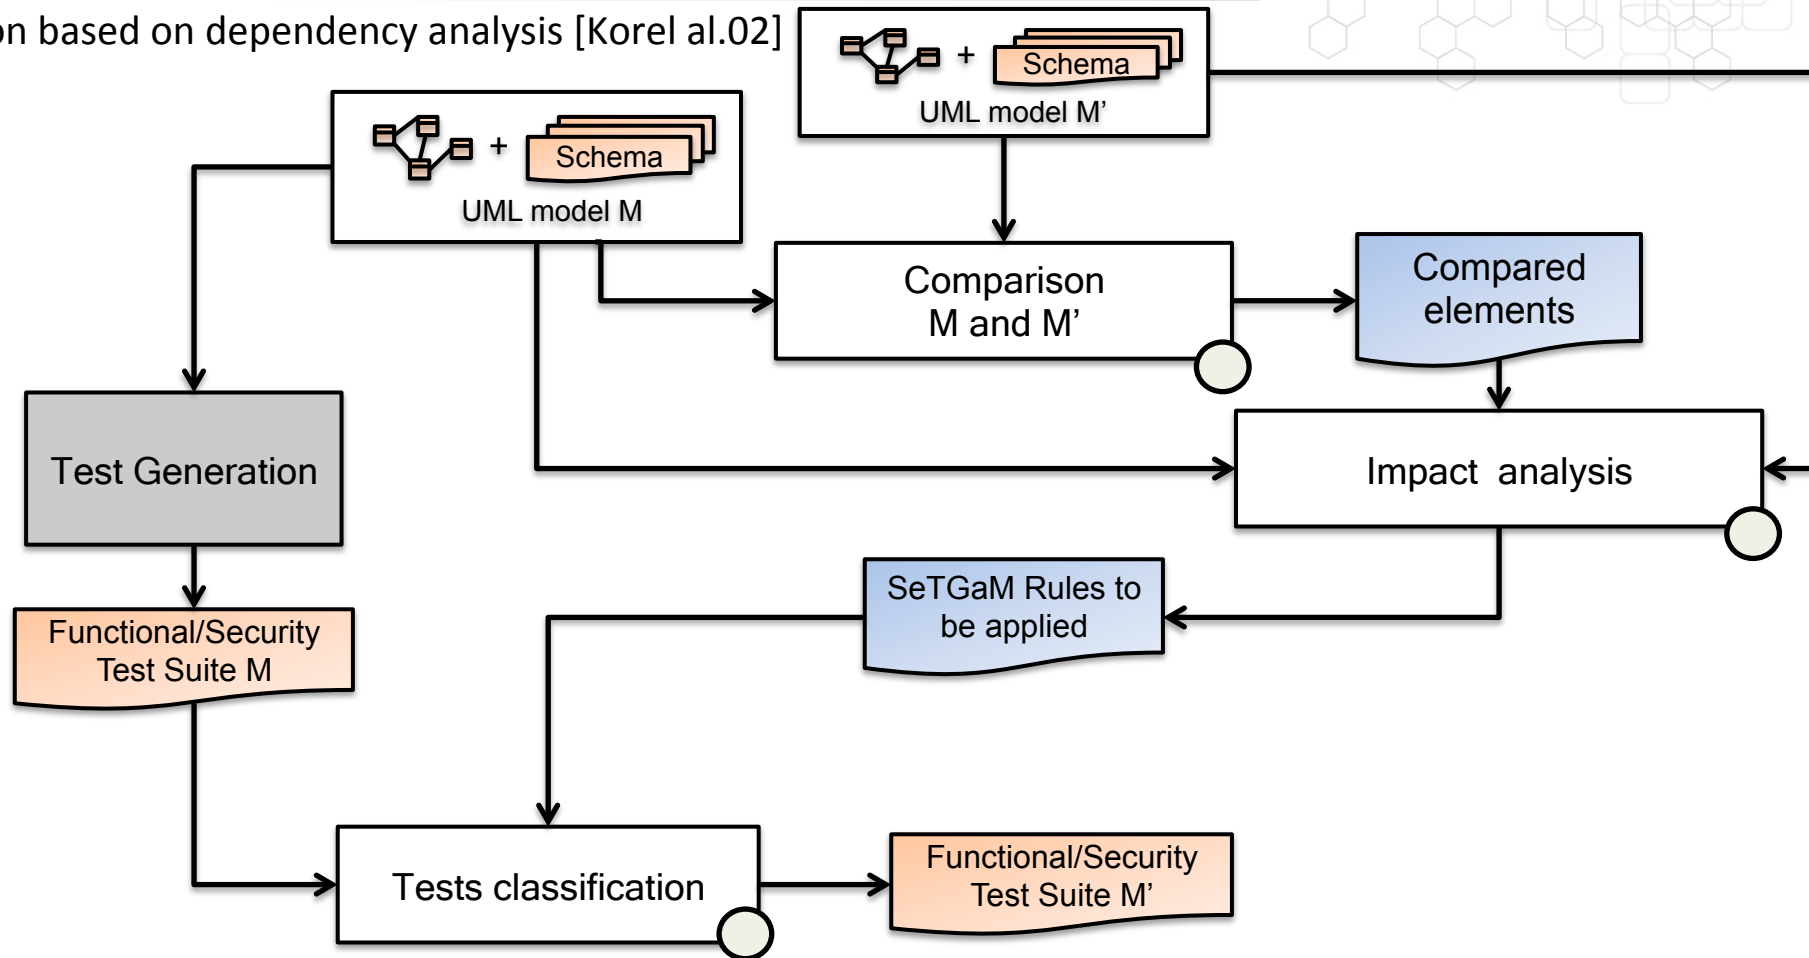 on based on dependency analysis [Korel al.02]
+
Schema
UML model M’
+
Schema
UML model M
Comparison
M and M’
Compared
elements
Test Generation
Impact analysis
SeTGaM Rules to
be applied
Functional/Security
Test Suite M
Tests classification
Functional/Security
Test Suite M’